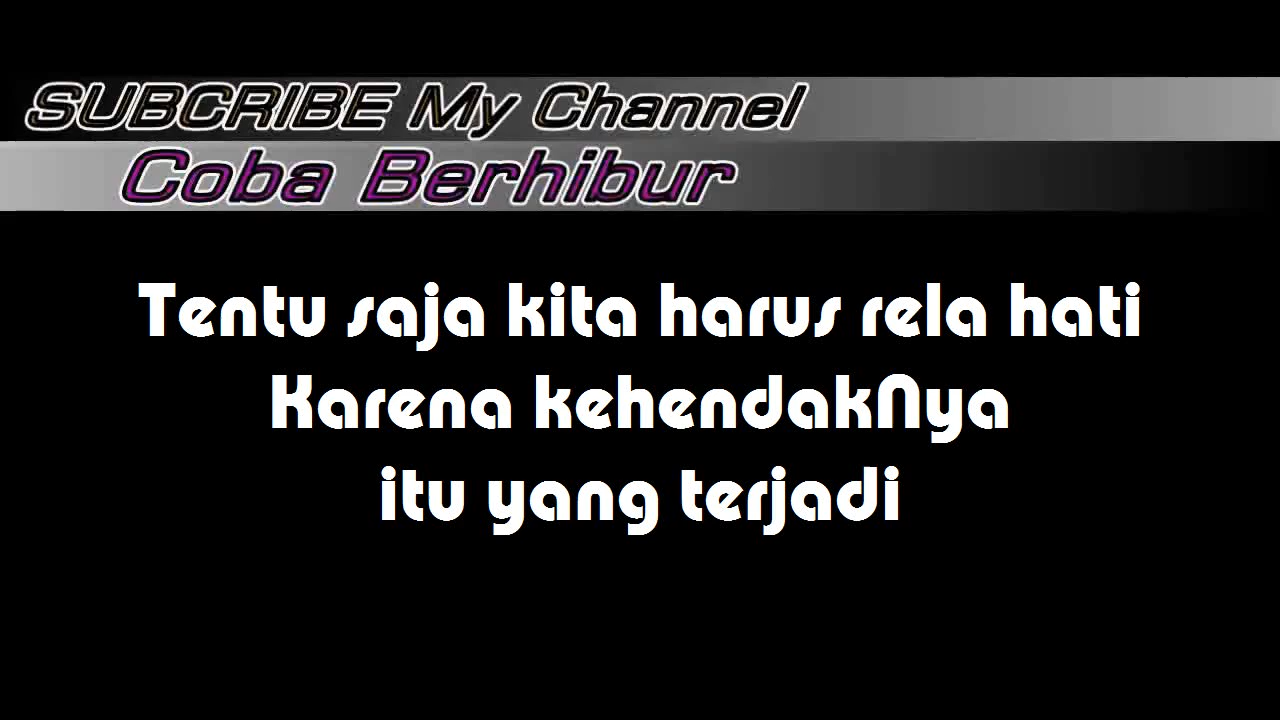 SUBCRIBE My Channel
Coba Berhibur
Tentu saja kita harus rela hati
Karena kehendakNya
itu yang terjadi